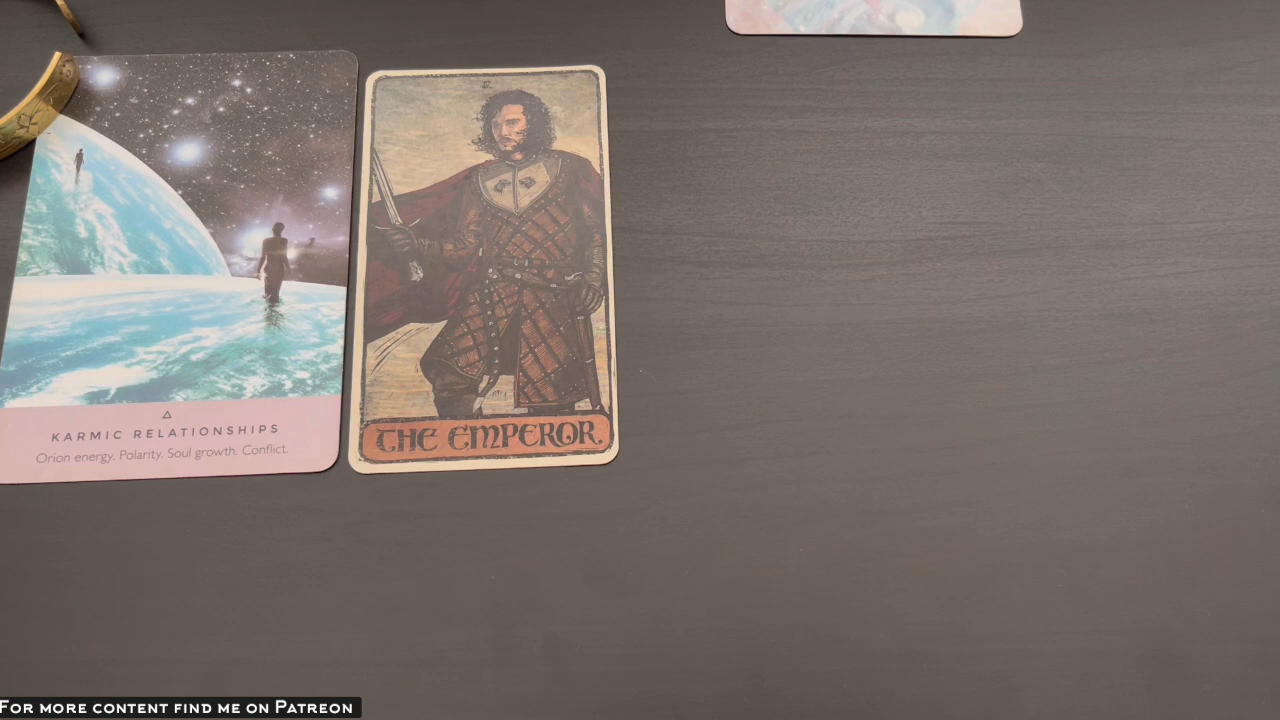 KARMIC RELATIONSHIPS
Orion energy. Polarity. Soul growth. Conflict.
THE EMPEROR.
For more content find me on Patreon